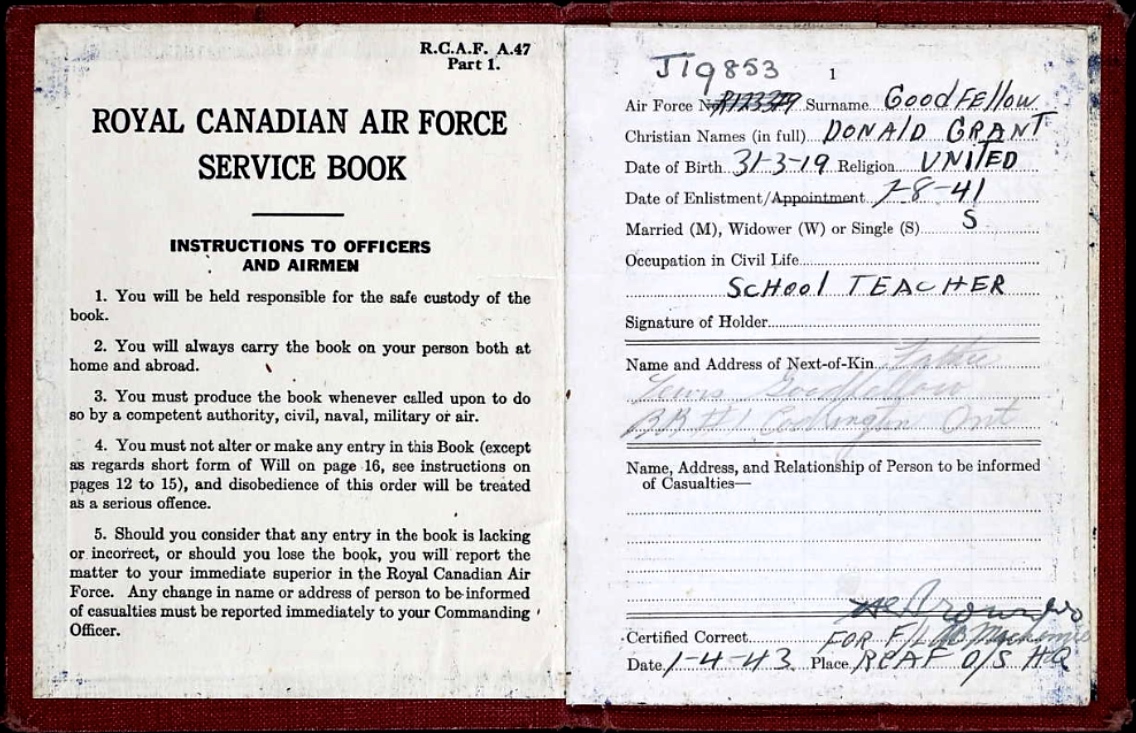 R.C.A.F. A.47
Part 1.
ROYAL CANADIAN AIR FORCE
SERVICE BOOK
INSTRUCTIONS TO OFFICERS
AND AIRMEN
1. You will be held responsible for the safe custody of the
book.
2. You will always carry the book on your person both at
home and abroad.
3. You must produce the book whenever called upon to do
so by a competent authority, civil, naval, military or air.
4. You must not alter or make any entry in this Book (except
as regards short form of Will on page 16, see instructions on
pages 12 to 15), and disobedience of this order will be treated
as a serious offence.
5. Should you consider that any entry in the book is lacking
or incorrect, or should you lose the book, you will report the
matter to your immediate superior in the Royal Canadian Air
Force. Any change in name or address of person to be informed
of casualties must be reported immediately to your Commanding
Officer.
J19853 1
Air Force Surname GoodFEllow
Christian Names (in full) DONAlD GRANT
Date of Birth 31-3-19 Religion UNITED
Date of Enlistment/Appointment 7-8-41
Married (M), Widower (W) or Single (S) S
Occupation in Civil Life
SCHOOl TEACHER
Signature of Holder
Name and Address of Next-of-Kin Father
Goodfellow
RR #1 Codrington Ont
Name, Address, and Relationship of Person to be informed
of Casualties—
Certified Correct FOR F/L
Date 1-4-43 Place RCAF O/S HQ